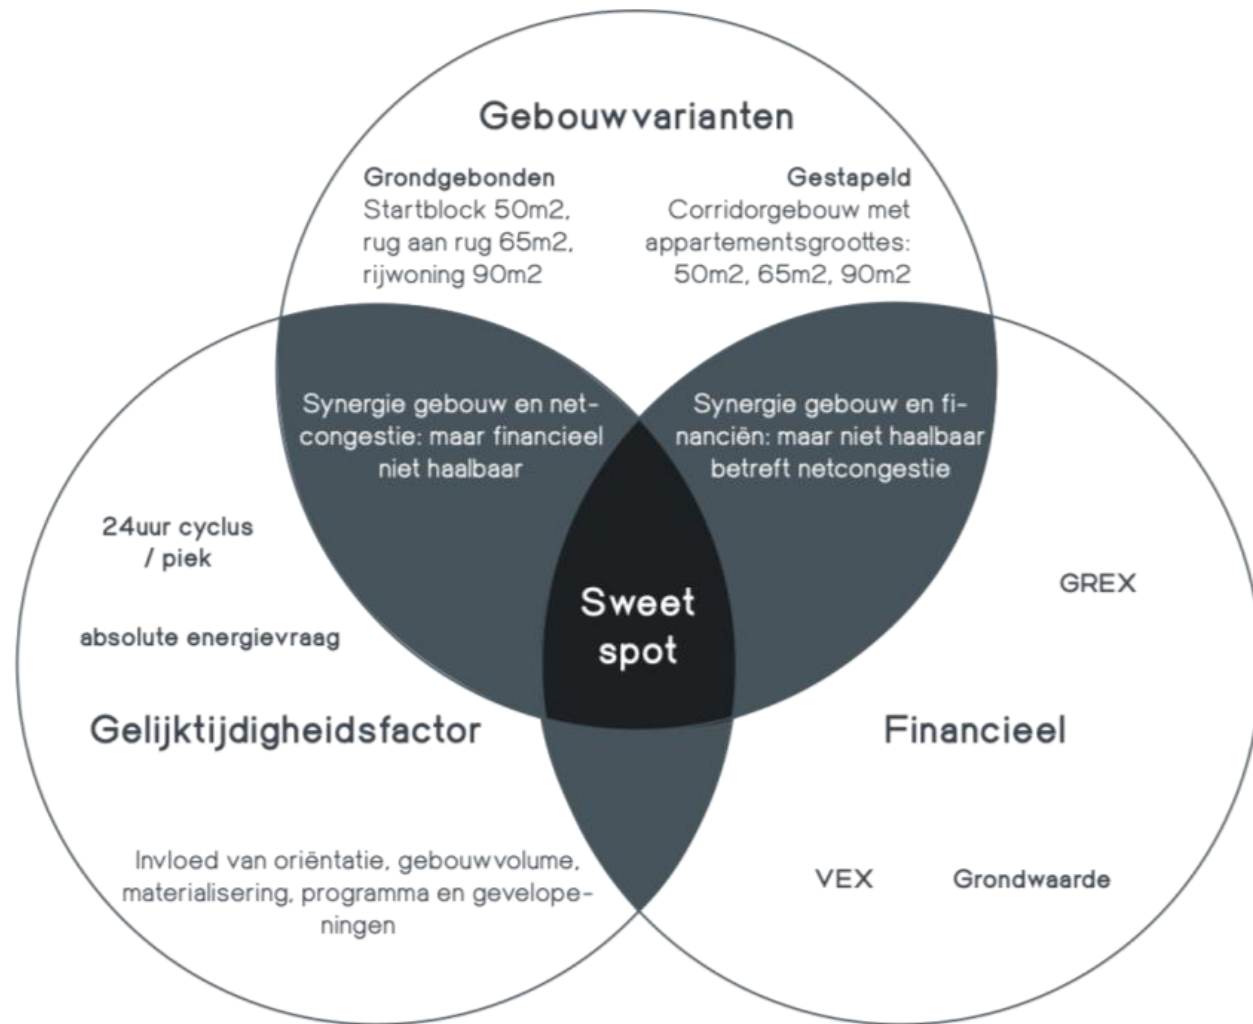 Gebouwvarianten
Grondgebonden
Startblock 50m2,
rug aan rug 65m2,
rijwoning 90m2
Gestapeld
Corridorgebouw met
appartementsgroottes:
50m2, 65m2, 90m2
Synergie gebouw en net-
congestie: maar financieel
niet haalbaar
Synergie gebouw en fi-
nanciën: maar niet haalbaar
betreft netcongestie
24uur cyclus
/ piek
absolute energievraag
Gelijktijdigheidsfactor
Invloed van oriëntatie, gebouwvolume,
materialisering, programma en gevelope-
ningen
Sweet
spot
GREX
Financieel
VEX
Grondwaarde